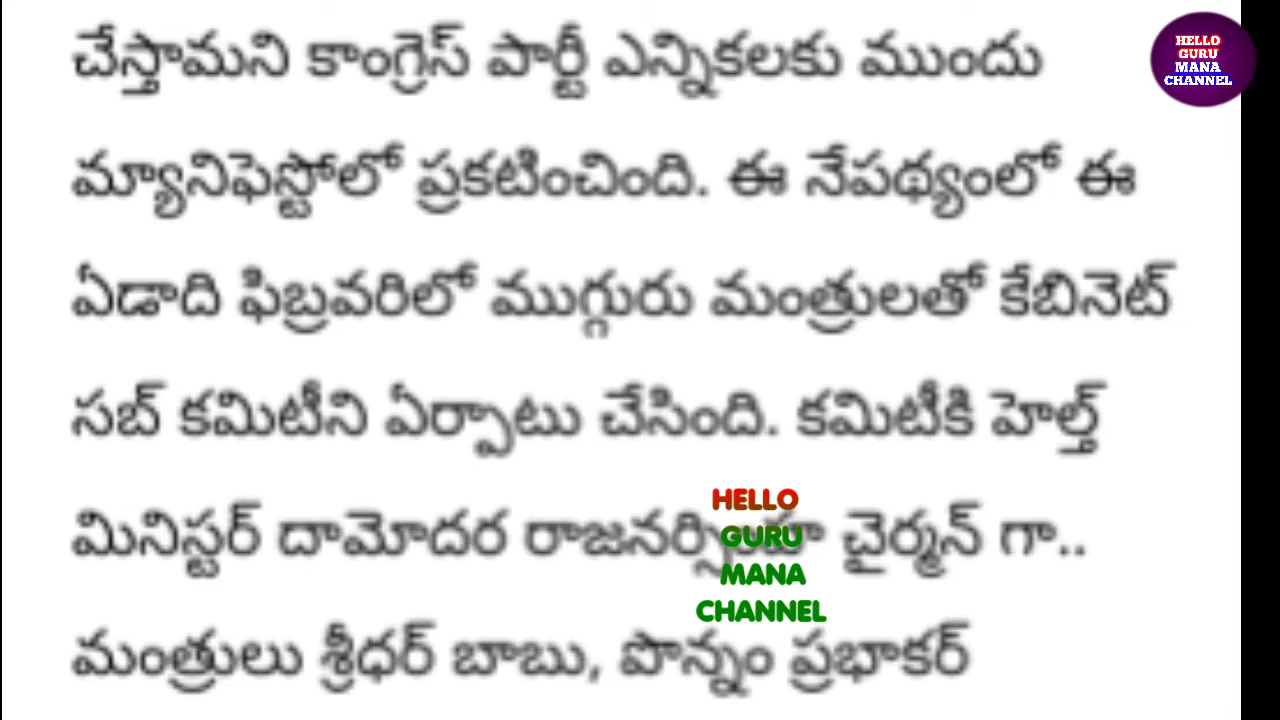 చేస్తామని కాంగ్రెస్ పార్టీ ఎన్నికలకు ముందు
HELLO
GURU
MANA
CHANNEL
మ్యానిఫెస్టోలో ప్రకటించింది. ఈ నేపథ్యంలో ఈ
ఏడాది ఫిబ్రవరిలో ముగ్గురు మంత్రులతో కేబినెట్
సబ్ కమిటీని ఏర్పాటు చేసింది. కమిటీకి హెల్త్
మినిస్టర్ దామోదర చైర్మన్ గా..
HELLO
GURU
MANA
CHANNEL
మంత్రులు శ్రీధర్ బాబు, పొన్నం ప్రభాకర్